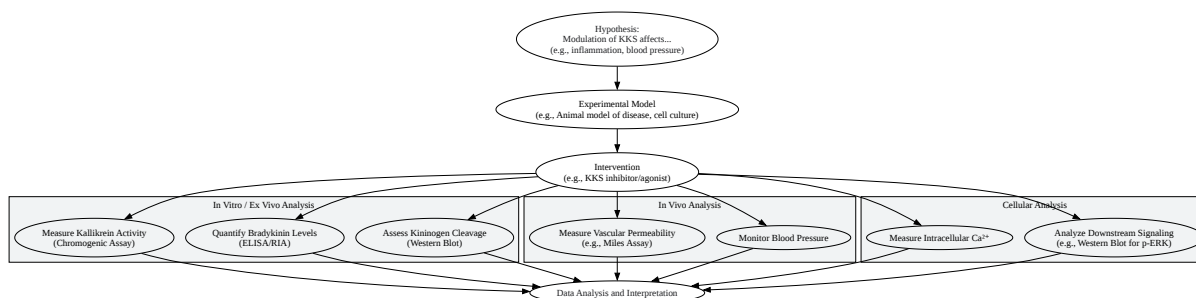 Hypothesis:
Modulation of KKS affects...
(e.g., inflammation, blood pressure)
Experimental Model
(e.g., Animal model of disease, cell culture)
Intervention
(e.g., KKS inhibitor/agonist)
In Vitro / Ex Vivo Analysis
In Vivo Analysis
Cellular Analysis
Measure Kallikrein Activity
(Chromogenic Assay)
Quantify Bradykinin Levels
(ELISA/RIA)
Assess Kininogen Cleavage
(Western Blot)
Measure Vascular Permeability
(e.g., Miles Assay)
Monitor Blood Pressure
Measure Intracellular Ca²⁺
Analyze Downstream Signaling
(e.g., Western Blot for p-ERK)
Data Analysis and Interpretation